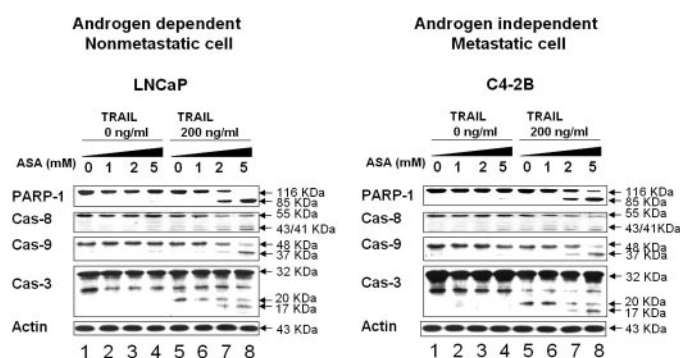 Androgen dependent
Nonmetastatic cell
LNCaP
TRAIL 0 ng/ml TRAIL 200 ng/ml
ASA (mM) 0 1 2 5 0 1 2 5
PARP-1 116 KDa
85 KDa
Cas-8 55 KDa
43/41 KDa
Cas-9 48 KDa
37 KDa
Cas-3 32 KDa
20 KDa
17 KDa
Actin 43 KDa
1 2 3 4 5 6 7 8
Androgen independent
Metastatic cell
C4-2B
TRAIL 0 ng/ml TRAIL 200 ng/ml
ASA (mM) 0 1 2 5 0 1 2 5
PARP-1 116 KDa
85 KDa
Cas-8 55 KDa
43/41KDa
Cas-9 48 KDa
37 KDa
Cas-3 32 KDa
20 KDa
17 KDa
Actin 43 KDa
1 2 3 4 5 6 7 8